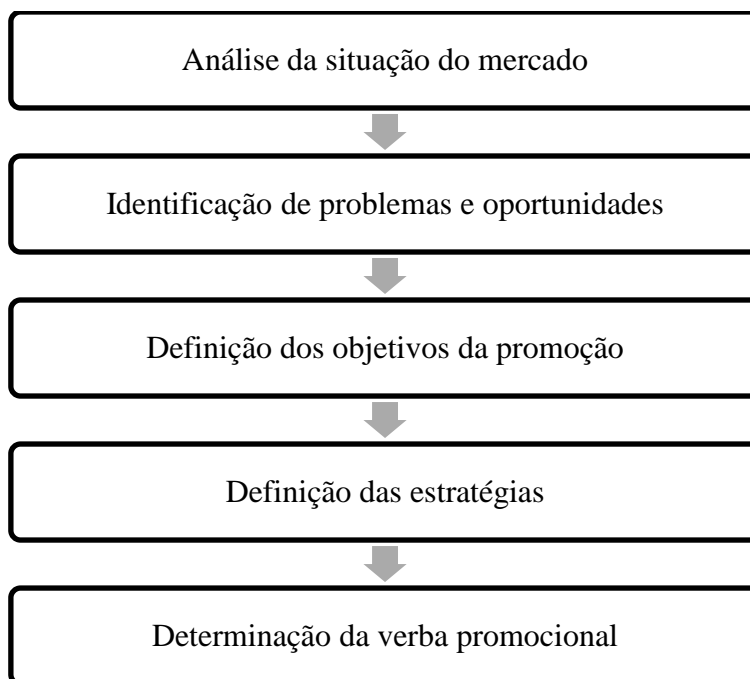 Análise da situação do mercado
Identificação de problemas e oportunidades
Definição dos objetivos da promoção
Definição das estratégias
Determinação da verba promocional